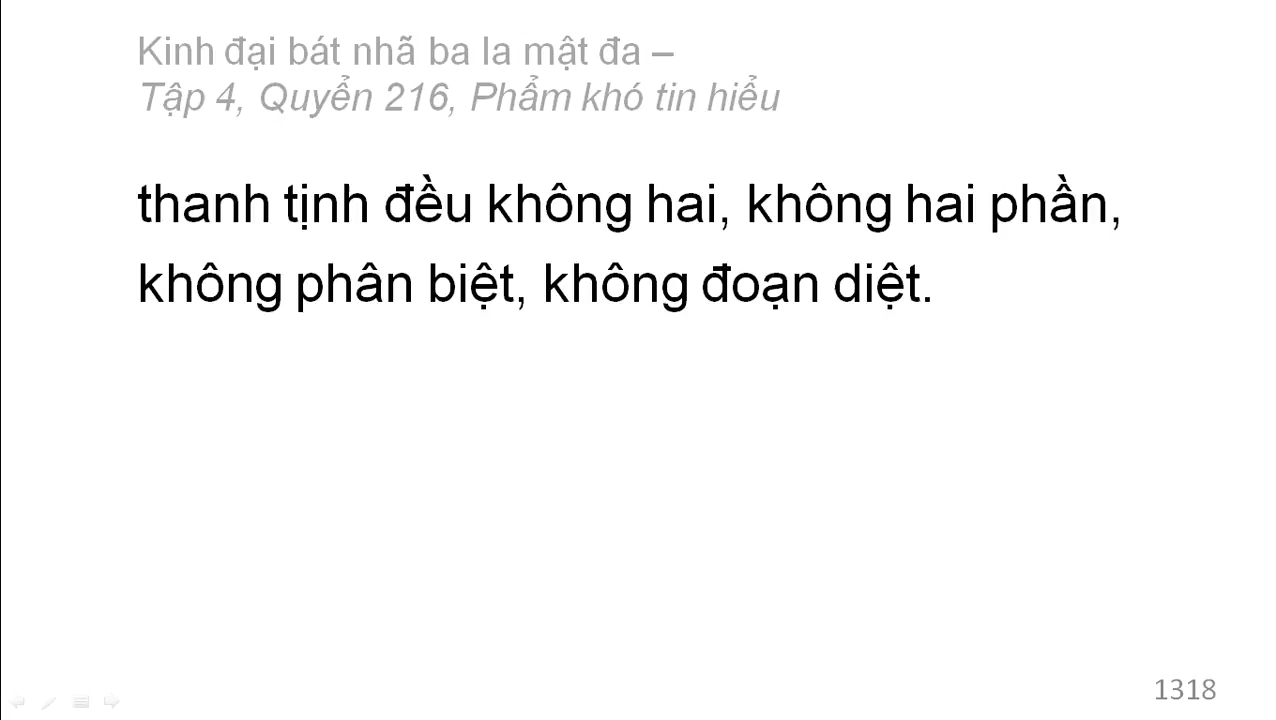 Kinh đại bát nhã ba la mật đa –
Tập 4, Quyển 216, Phẩm khó tin hiểu
thanh tịnh đều không hai, không hai phần,
không phân biệt, không đoạn diệt.
1318